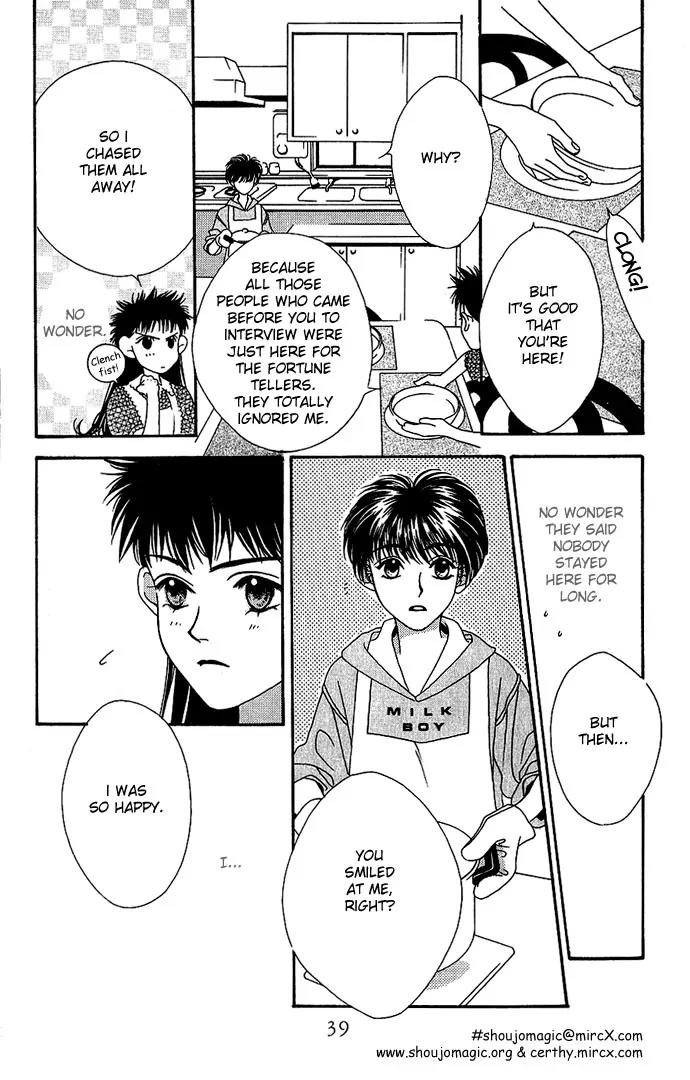 CLONG!
BUT
IT'S GOOD
THAT
YOU'RE
HERE!
WHY?
BECAUSE
ALL THOSE
PEOPLE WHO CAME
BEFORE YOU TO
INTERVIEW WERE
JUST HERE FOR
THE FORTUNE
TELLERS.
THEY TOTALLY
IGNORED ME.
SO I
CHASED
THEM ALL
AWAY!
NO
WONDER.
Clench
fist!
NO WONDER
THEY SAID
NOBODY
STAYED
HERE FOR
LONG.
BUT
THEN...
MILK
BOY
YOU
SMILED
AT ME,
RIGHT?
I WAS
SO HAPPY.
I...
39
#shoujomagic@mircX.com
www.shoujomagic.org & certhy.mircx.com